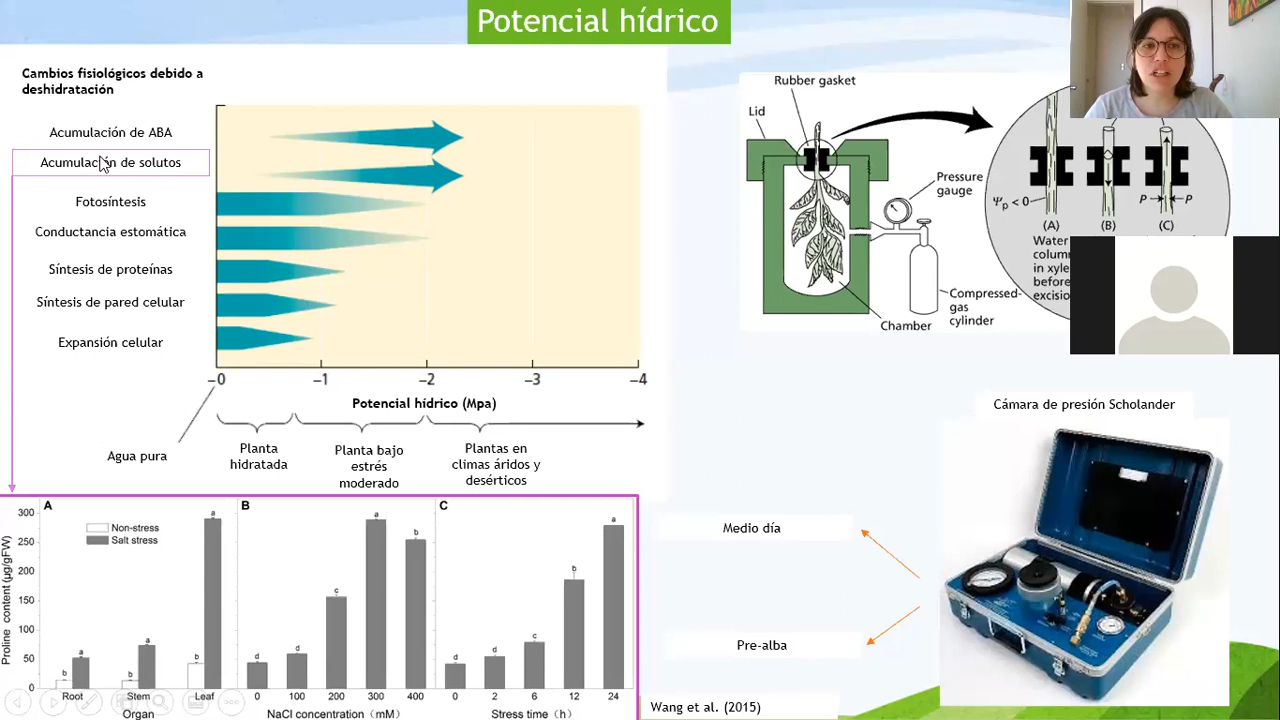 Potencial hídrico
Cambios fisiológicos debido a
deshidratación
Acumulación de ABA
Acumulación de solutos
Fotosíntesis
Conductancia estomática
Síntesis de proteínas
Síntesis de pared celular
Expansión celular
–0
–1
–2
–3
–4
Potencial hídrico (Mpa)
Agua pura
Planta
hidratada
Planta bajo
estrés
moderado
Plantas en
climas áridos y
desérticos
Rubber gasket
Lid
Pressure
gauge
Compressed-
gas
cylinder
Chamber
Ψp < 0
P
P
(A)
(B)
(C)
Water
column
in xyle
before
excisio
Cámara de presión Scholander
Medio día
Pre-alba
A
Non-stress
Salt stress
Proline content (µg/gFW)
300
250
200
150
100
50
0
b
a
b
a
b
a
Root
Stem
Leaf
Organ
B
d
d
c
a
b
0
100
200
300
400
NaCl concentration (mM)
C
d
d
c
b
a
0
2
6
12
24
Stress time (h)
Wang et al. (2015)